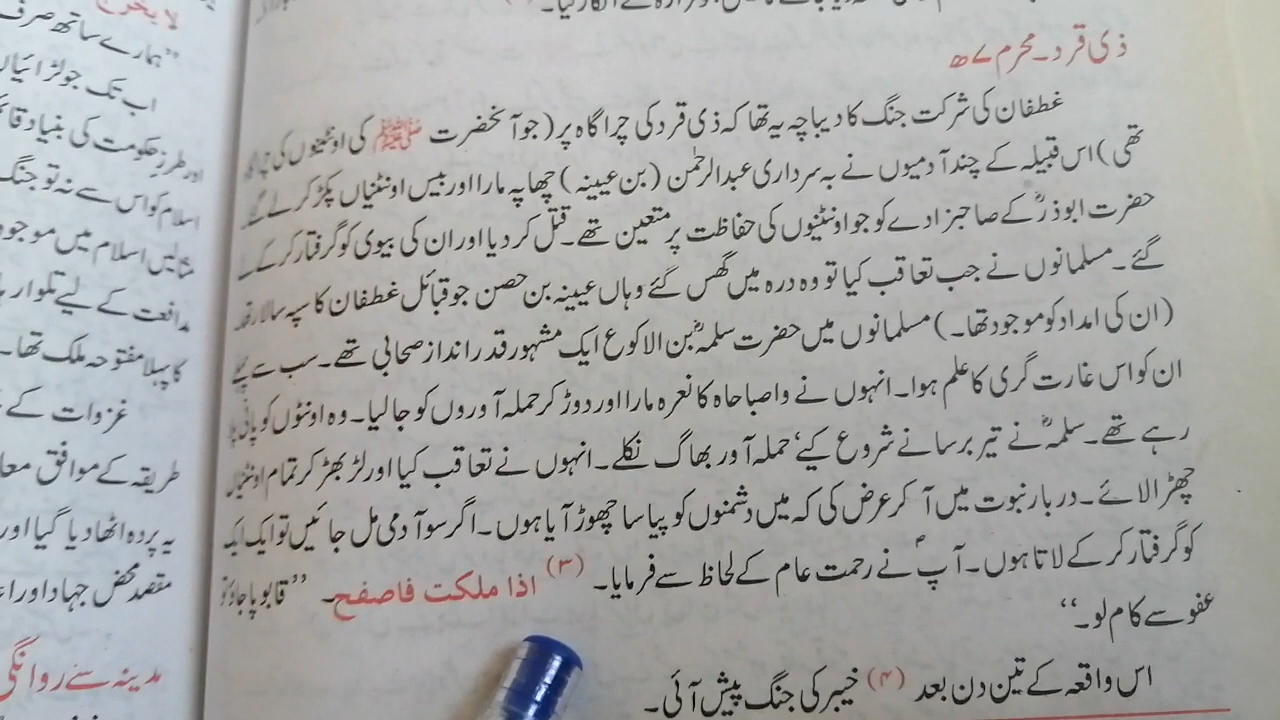 ذی قرد۔ محرم ۷ھ
غطفان کی شرکت جنگ کا دیباچہ یہ تھا کہ ذی قرد کی چراگاہ پر (جو آنحضرت ﷺ کی اونٹنیوں کی
تھی) اس قبیلہ کے چند آدمیوں نے بہ سرداری عبدالرحمٰن (بن عیینہ) چھاپہ مارا اور بیس اونٹنیاں پکڑ کر لے گئے
حضرت ابوذرؓ کے صاحبزادے کو جو اونٹنیوں کی حفاظت پر متعین تھے۔ قتل کر دیا اور ان کی بیوی کو گرفتار کر کے
گئے۔ مسلمانوں نے جب تعاقب کیا تو وہ درہ میں گھس گئے وہاں عیینہ بن حصن جو قبائل غطفان کا سپہ سالار
(ان کی امداد کو موجود تھا۔) مسلمانوں میں حضرت سلمہؓ بن الاکوع ایک مشہور قدر انداز صحابی تھے۔ سب سے پہلے
ان کو اس غارت گری کا علم ہوا۔ انہوں نے واصباحاہ کا نعرہ مارا اور دوڑ کر حملہ آوروں کو جالیا۔ وہ اونٹوں کو پانی
رہے تھے۔ سلمہؓ نے تیر برسانے شروع کیے، حملہ آور بھاگ نکلے۔ انہوں نے تعاقب کیا اور لڑ بھڑ کر تمام اونٹنیاں
چھڑا لائے۔ دربار نبوت میں آ کر عرض کی کہ میں دشمنوں کو پیاسا چھوڑ آیا ہوں۔ اگر سو آدمی مل جائیں تو ایک ایک
کو گرفتار کر کے لاتا ہوں۔ آپؐ نے رحمت عام کے لحاظ سے فرمایا۔ (۳) اذا ملکت فاصفح۔ ”قابو پا جاؤ تو
عفو سے کام لو۔“
اس واقعہ کے تین دن بعد (۴) خیبر کی جنگ پیش آئی۔
”ہمارے ساتھ صرف
اب تک جو لڑائیاں
اور طرز حکومت کی بنیاد
اسلام کو اس سے نہ تو جنگ
مثالیں اسلام میں موجود
مدافعت کے لیے تلوار
کا پہلا مفتوحہ ملک تھا۔
غزوات کے
طریقہ کے موافق
یہ پردہ اٹھا دیا گیا اور
مقصد محض جہاد اور
مدینہ سے روانگی